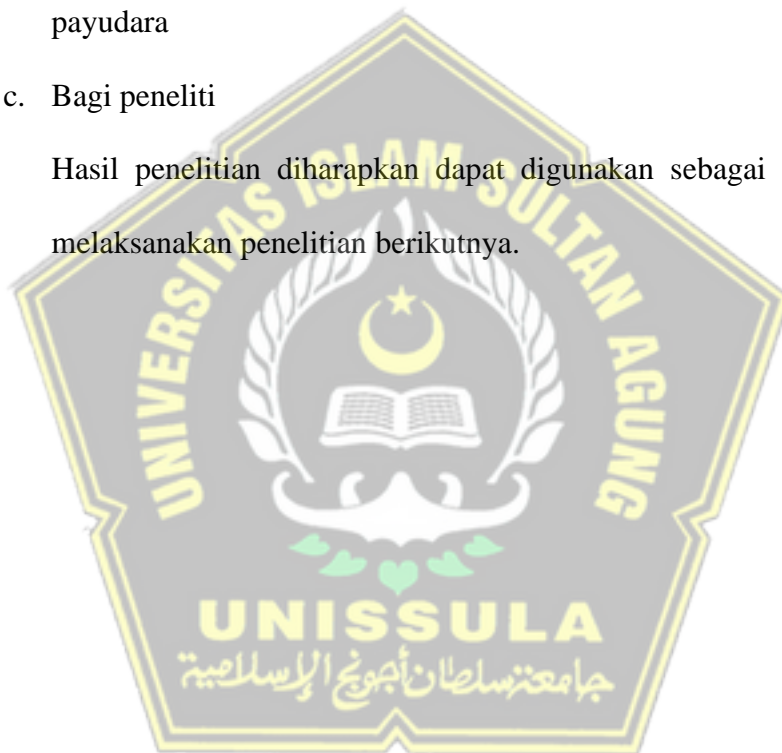 payudara
c. Bagi peneliti
Hasil penelitian diharapkan dapat digunakan sebagai
melaksanakan penelitian berikutnya.
UNIVERSITAS ISLAM SULTAN AGUNG
UNISSULA
جامعة سلطان أجونج الإسلامية